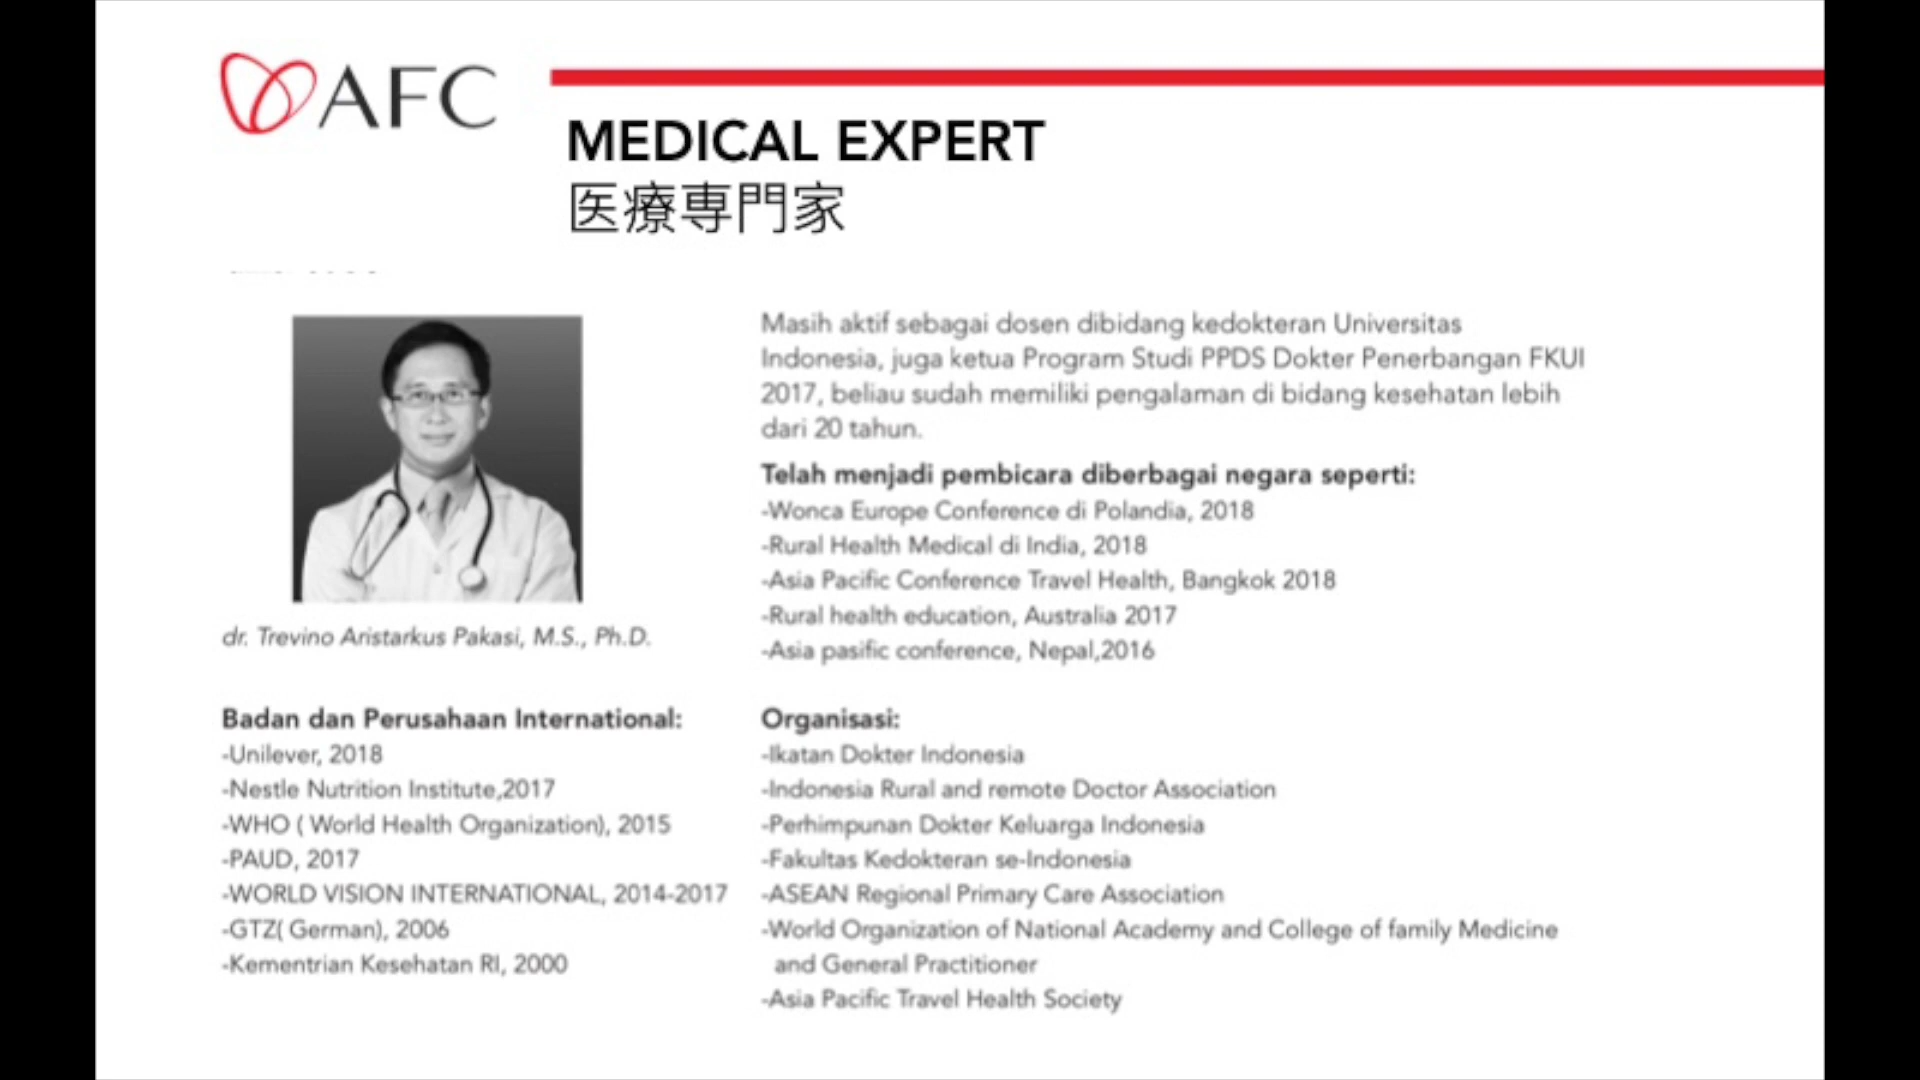 AFC
MEDICAL EXPERT
医療専門家
Masih aktif sebagai dosen dibidang kedokteran Universitas
Indonesia, juga ketua Program Studi PPDS Dokter Penerbangan FKUI
2017, beliau sudah memiliki pengalaman di bidang kesehatan lebih
dari 20 tahun.
Telah menjadi pembicara diberbagai negara seperti:
-Wonca Europe Conference di Polandia, 2018
-Rural Health Medical di India, 2018
-Asia Pacific Conference Travel Health, Bangkok 2018
-Rural health education, Australia 2017
-Asia pasific conference, Nepal,2016
dr. Trevino Aristarkus Pakasi, M.S., Ph.D.
Badan dan Perusahaan International:
-Unilever, 2018
-Nestle Nutrition Institute,2017
-WHO ( World Health Organization), 2015
-PAUD, 2017
-WORLD VISION INTERNATIONAL, 2014-2017
-GTZ( German), 2006
-Kementrian Kesehatan RI, 2000
Organisasi:
-Ikatan Dokter Indonesia
-Indonesia Rural and remote Doctor Association
-Perhimpunan Dokter Keluarga Indonesia
-Fakultas Kedokteran se-Indonesia
-ASEAN Regional Primary Care Association
-World Organization of National Academy and College of family Medicine
and General Practitioner
-Asia Pacific Travel Health Society